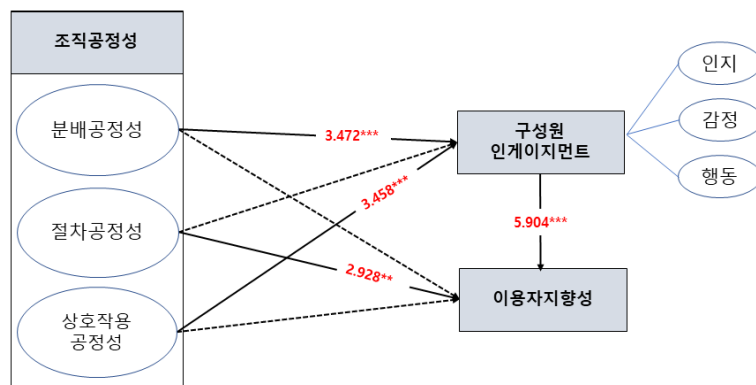 조직공정성
분배공정성
절차공정성
상호작용
공정성
3.472***
3.458***
2.928**
구성원
인게이지먼트
5.904***
이용자지향성
인지
감정
행동